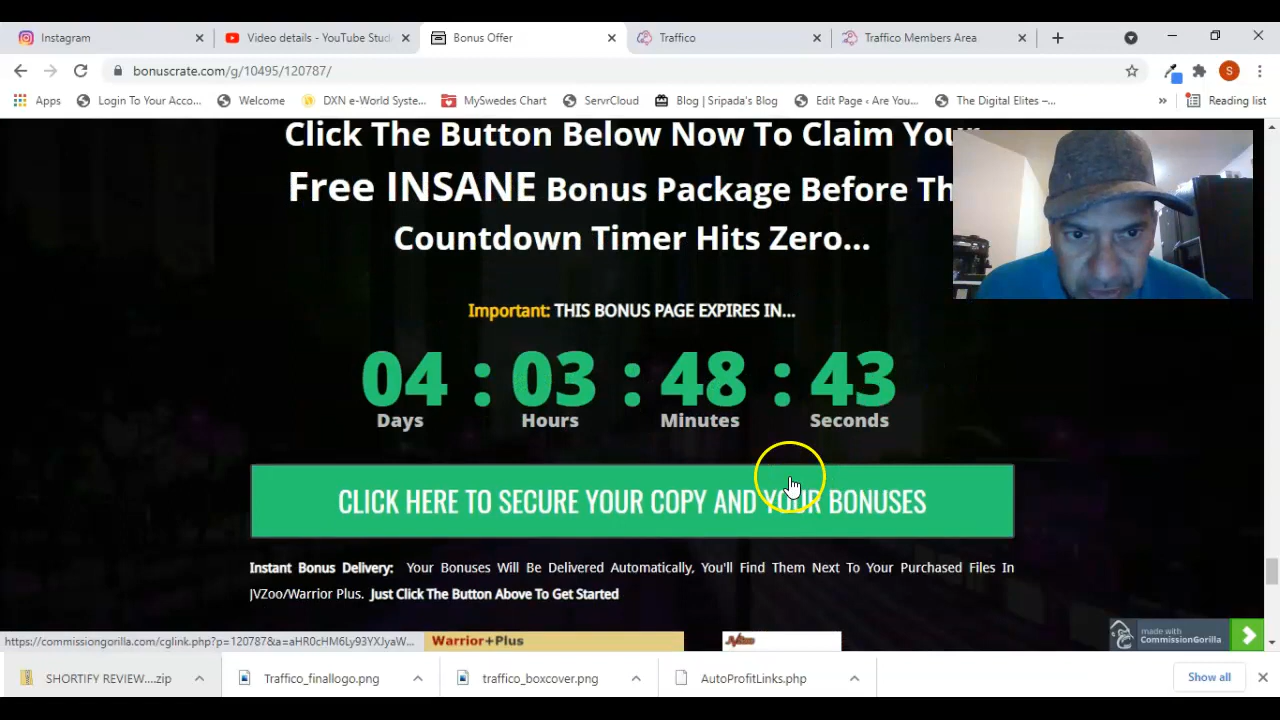 Instagram
Video details - YouTube Stud
Bonus Offer
Traffico
Traffico Members Area
bonuscrate.com/g/10495/120787/
S
Apps
Login To Your Acco...
Welcome
DXN e-World Syste...
MySwedes Chart
ServrCloud
Blog | Sripada's Blog
Edit Page ‹ Are You...
The Digital Elites –...
»
Reading list
Click The Button Below Now To Claim Your
Free INSANE Bonus Package Before Th
Countdown Timer Hits Zero...
Important: THIS BONUS PAGE EXPIRES IN...
04 : 03 : 48 : 43
Days Hours Minutes Seconds
CLICK HERE TO SECURE YOUR COPY AND YOUR BONUSES
Instant Bonus Delivery: Your Bonuses Will Be Delivered Automatically, You'll Find Them Next To Your Purchased Files In
JVZoo/Warrior Plus. Just Click The Button Above To Get Started
https://commissiongorilla.com/cglink.php?p=120787&a=aHR0cHM6Ly93YXJyaW...
Warrior+Plus
JVZoo
made with
CommissionGorilla
SHORTIFY REVIEW....zip
Traffico_finallogo.png
traffico_boxcover.png
AutoProfitLinks.php
Show all